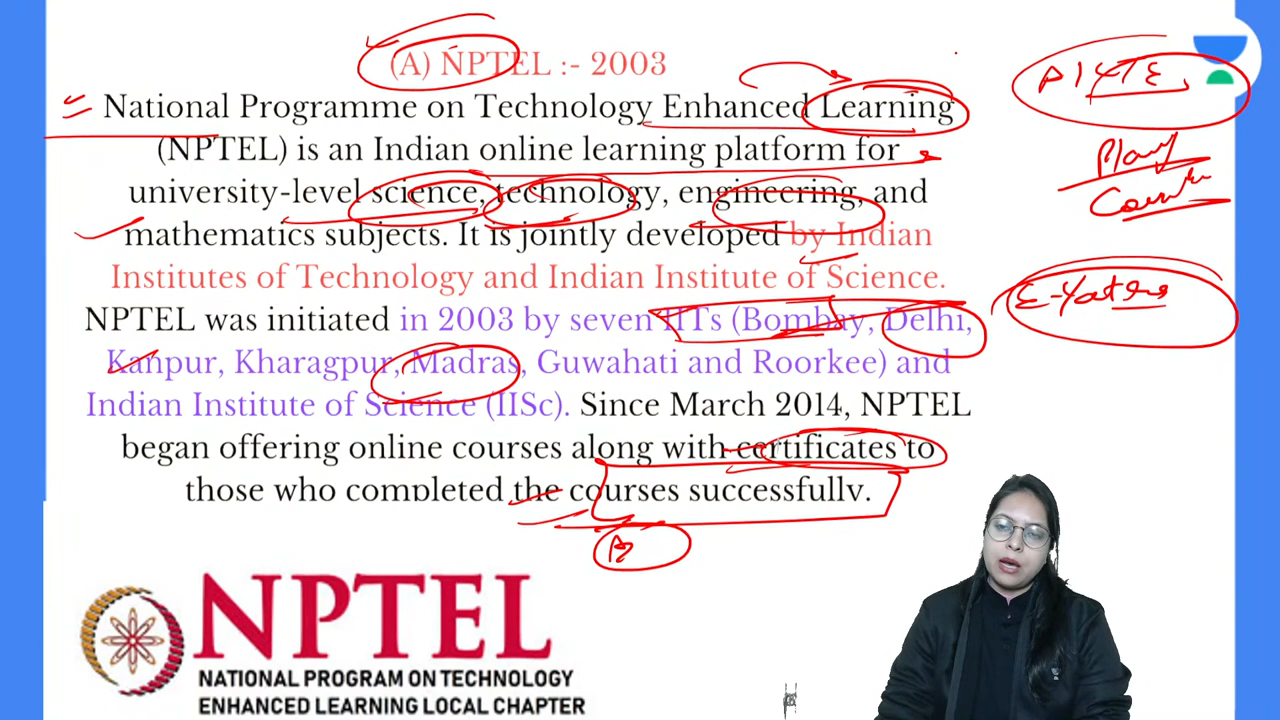 (A) NPTEL :- 2003
National Programme on Technology Enhanced Learning
(NPTEL) is an Indian online learning platform for
university-level science, technology, engineering, and
mathematics subjects. It is jointly developed by Indian
Institutes of Technology and Indian Institute of Science.
NPTEL was initiated in 2003 by seven IITs (Bombay, Delhi,
Kanpur, Kharagpur, Madras, Guwahati and Roorkee) and
Indian Institute of Science (IISc). Since March 2014, NPTEL
began offering online courses along with certificates to
those who completed the courses successfully.
NPTEL
NATIONAL PROGRAM ON TECHNOLOGY
ENHANCED LEARNING LOCAL CHAPTER